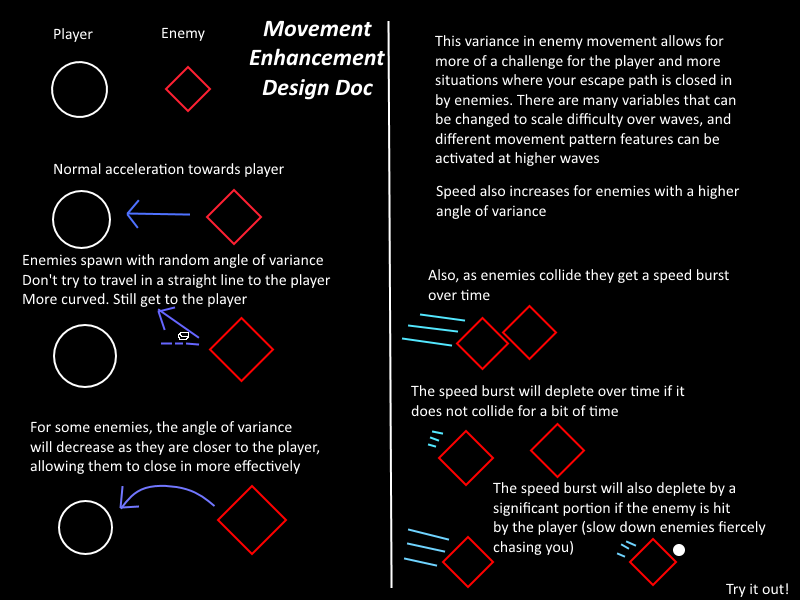 Player
Enemy
Movement
Enhancement
Design Doc
Normal acceleration towards player
Enemies spawn with random angle of variance
Don't try to travel in a straight line to the player
More curved. Still get to the player
For some enemies, the angle of variance
will decrease as they are closer to the player,
allowing them to close in more effectively
This variance in enemy movement allows for
more of a challenge for the player and more
situations where your escape path is closed in
by enemies. There are many variables that can
be changed to scale difficulty over waves, and
different movement pattern features can be
activated at higher waves
Speed also increases for enemies with a higher
angle of variance
Also, as enemies collide they get a speed burst
over time
The speed burst will deplete over time if it
does not collide for a bit of time
The speed burst will also deplete by a
significant portion if the enemy is hit
by the player (slow down enemies fiercely
chasing you)
Try it out!